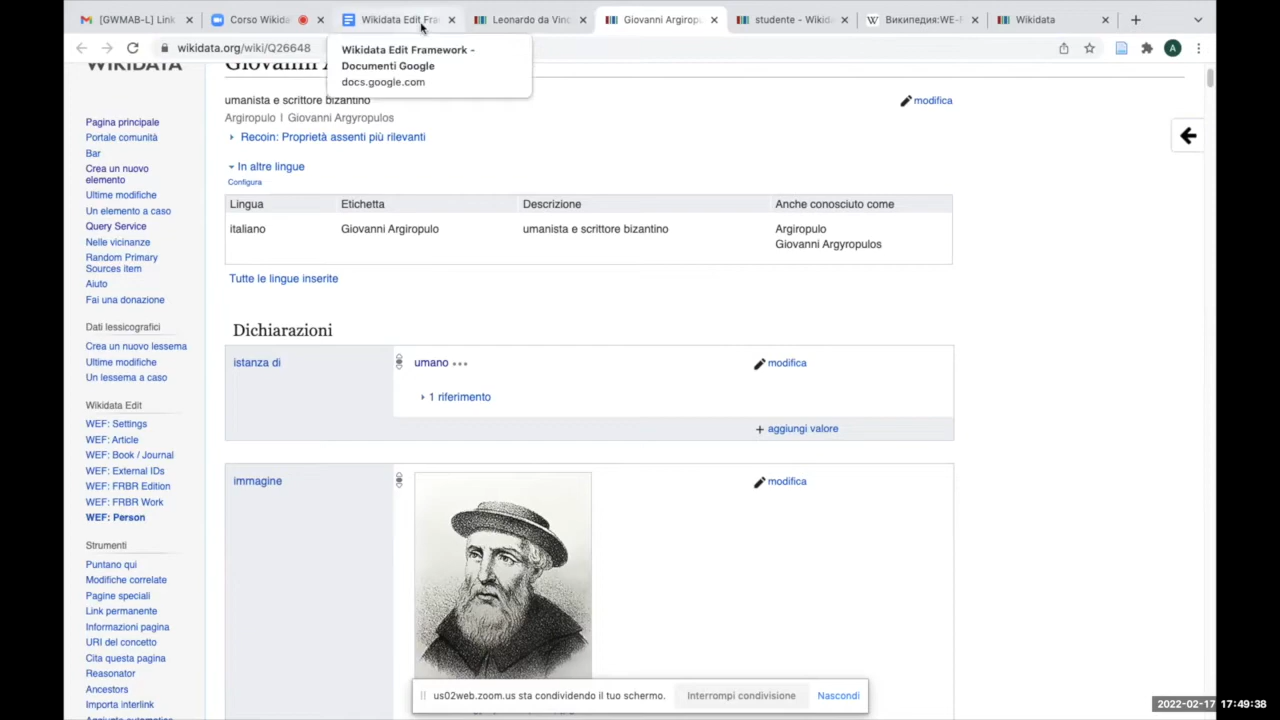 [GWMAB-L] Link
Corso Wikida
Wikidata Edit Fra
Leonardo da Vinc
Giovanni Argirop
studente - Wikid
Википедия:WE-F
Wikidata
wikidata.org/wiki/Q26648
A
Wikidata Edit Framework -
Documenti Google
docs.google.com
WIKIDATA
Giovanni A
umanista e scrittore bizantino
modifica
Argiropulo | Giovanni Argyropulos
Recoin: Proprietà assenti più rilevanti
In altre lingue
Configura
Lingua Etichetta Descrizione Anche conosciuto come
italiano Giovanni Argiropulo umanista e scrittore bizantino Argiropulo
Giovanni Argyropulos
Tutte le lingue inserite
Dichiarazioni
istanza di
umano
modifica
1 riferimento
+ aggiungi valore
immagine
modifica
Pagina principale
Portale comunità
Bar
Crea un nuovo
elemento
Ultime modifiche
Un elemento a caso
Query Service
Nelle vicinanze
Random Primary
Sources item
Aiuto
Fai una donazione
Dati lessicografici
Crea un nuovo lessema
Ultime modifiche
Un lessema a caso
Wikidata Edit
WEF: Settings
WEF: Article
WEF: Book / Journal
WEF: External IDs
WEF: FRBR Edition
WEF: FRBR Work
WEF: Person
Strumenti
Puntano qui
Modifiche correlate
Pagine speciali
Link permanente
Informazioni pagina
URI del concetto
Cita questa pagina
Reasonator
Ancestors
Importa interlink
us02web.zoom.us sta condividendo il tuo schermo.
Interrompi condivisione
Nascondi
2022-02-17 17:49:38